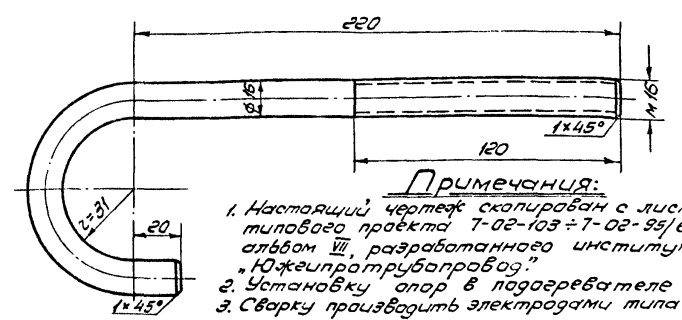 220
ø16
М16
1×45°
120
Примечания:
r=31
20
1×45°
1. Настоящий чертеж скопирован с лис
типового проекта 7-02-103÷7-02-95/6
альбом VII, разработанного институ
„Южгипротрубопровод."
2. Установку опор в подогревателе
3. Сварку производить электродами типа